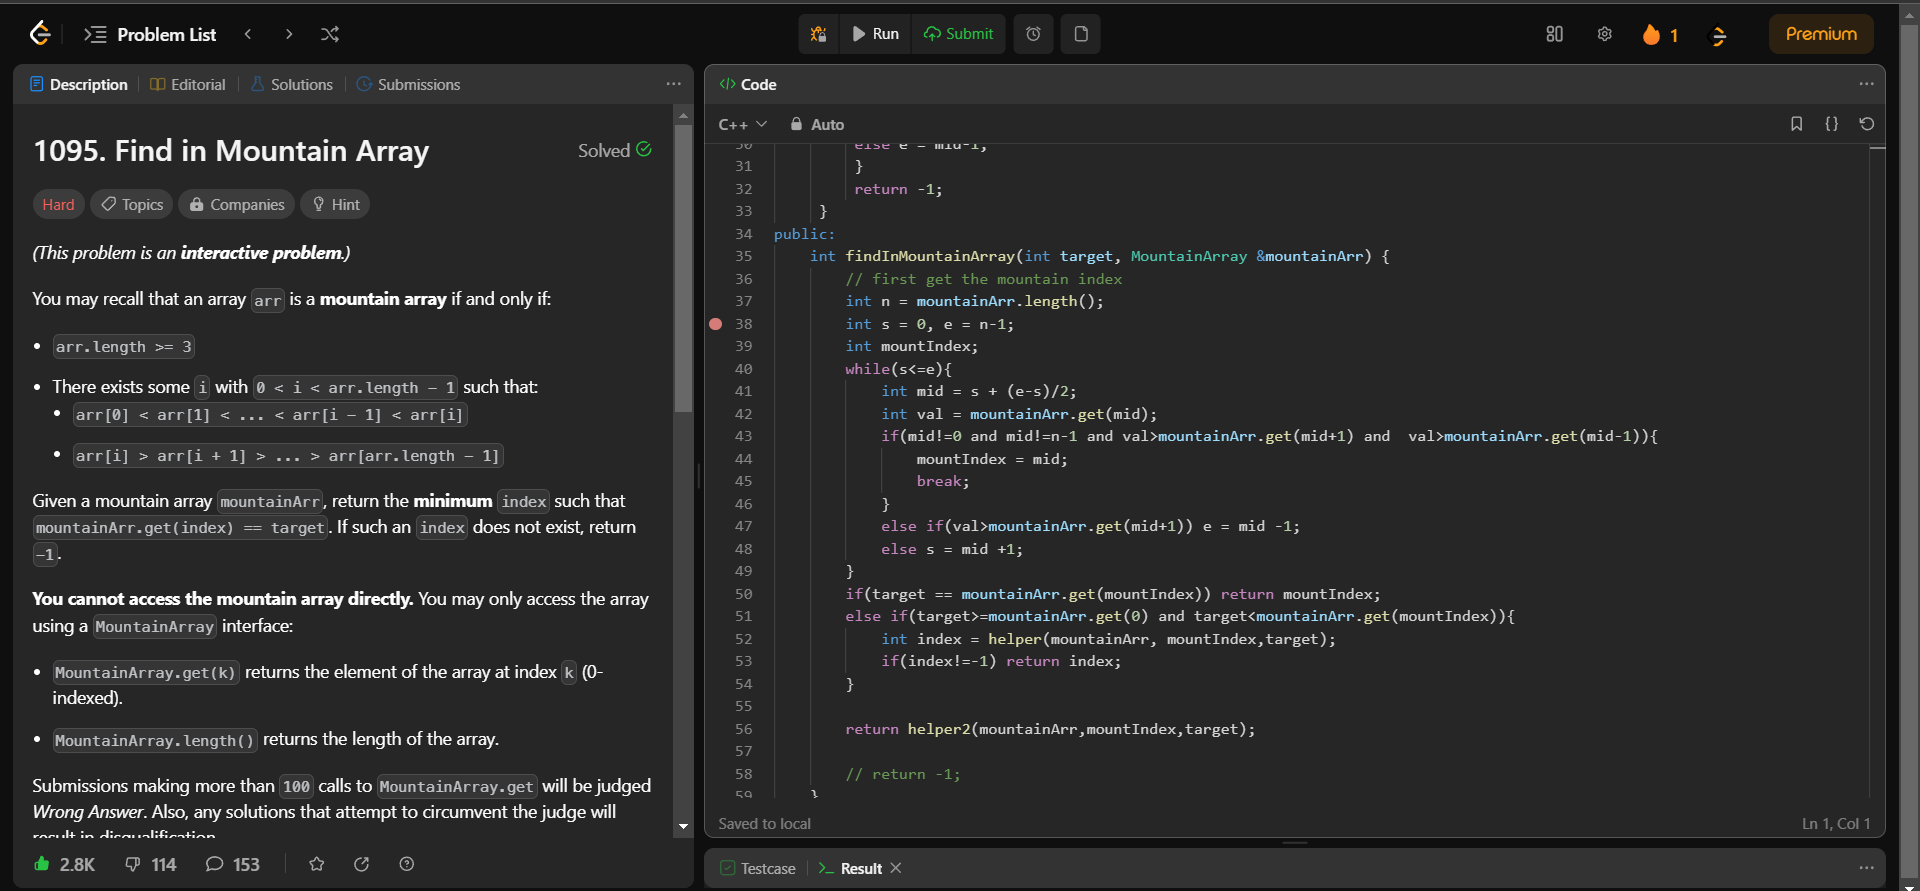 Problem List
Run
Submit
1
Premium
Description
Editorial
Solutions
Submissions
1095. Find in Mountain Array
Solved
Hard
Topics
Companies
Hint
(This problem is an interactive problem.)
You may recall that an array arr is a mountain array if and only if:
• arr.length >= 3
• There exists some i with 0 < i < arr.length - 1 such that:
• arr[0] < arr[1] < ... < arr[i - 1] < arr[i]
• arr[i] > arr[i + 1] > ... > arr[arr.length - 1]
Given a mountain array mountainArr, return the minimum index such that
mountainArr.get(index) == target. If such an index does not exist, return
-1.
You cannot access the mountain array directly. You may only access the array
using a MountainArray interface:
• MountainArray.get(k) returns the element of the array at index k (0-
indexed).
• MountainArray.length() returns the length of the array.
Submissions making more than 100 calls to MountainArray.get will be judged
Wrong Answer. Also, any solutions that attempt to circumvent the judge will
result in disqualification.
2.8K
114
153
</> Code
C++
Auto
{}
30 else e = mid-1;
31 }
32 return -1;
33 }
34 public:
35 int findInMountainArray(int target, MountainArray &mountainArr) {
36 // first get the mountain index
37 int n = mountainArr.length();
38 int s = 0, e = n-1;
39 int mountIndex;
40 while(s<=e){
41 int mid = s + (e-s)/2;
42 int val = mountainArr.get(mid);
43 if(mid!=0 and mid!=n-1 and val>mountainArr.get(mid+1) and  val>mountainArr.get(mid-1)){
44 mountIndex = mid;
45 break;
46 }
47 else if(val>mountainArr.get(mid+1)) e = mid -1;
48 else s = mid +1;
49 }
50 if(target == mountainArr.get(mountIndex)) return mountIndex;
51 else if(target>=mountainArr.get(0) and target<mountainArr.get(mountIndex)){
52 int index = helper(mountainArr, mountIndex,target);
53 if(index!=-1) return index;
54 }
55
56 return helper2(mountainArr,mountIndex,target);
57
58 // return -1;
59 }
Saved to local
Ln 1, Col 1
Testcase
>_ Result